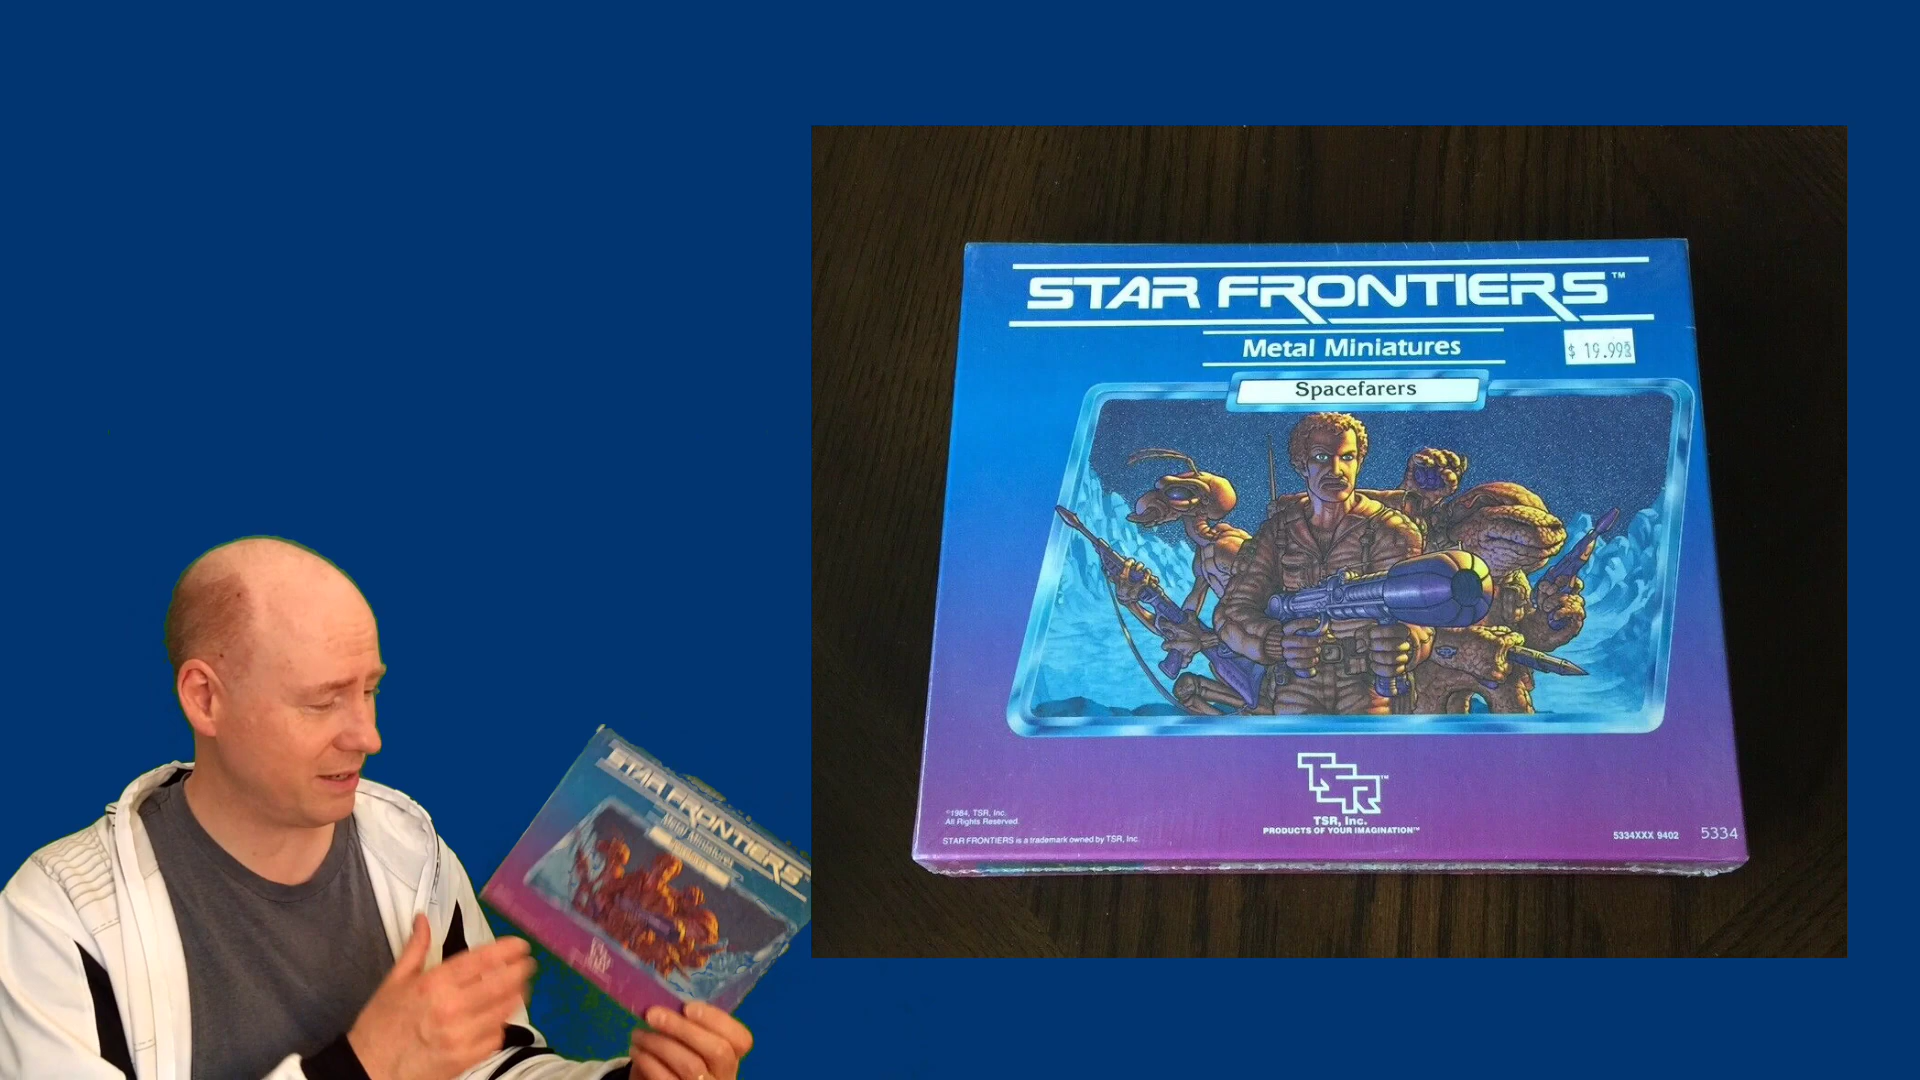 STAR FRONTIERS™
Metal Miniatures
$ 19.99
Spacefarers
TSR™
TSR, Inc.
PRODUCTS OF YOUR IMAGINATION™
©1984, TSR, Inc.
All Rights Reserved.
STAR FRONTIERS is a trademark owned by TSR, Inc.
5334XXX 9402
5334
STAR FRONTIERS
Metal Miniatures